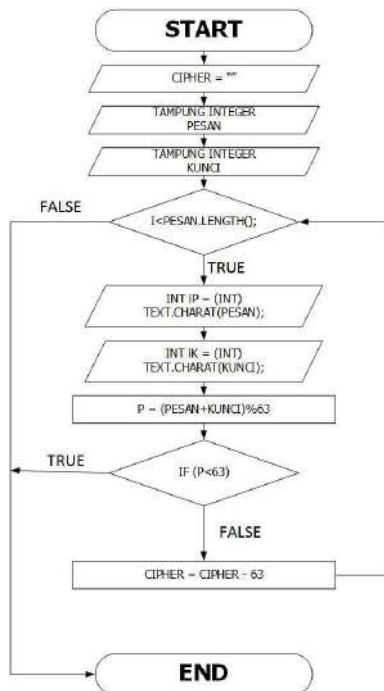 START
CIPHER = ""
TAMPUNG INTEGER
PESAN
TAMPUNG INTEGER
KUNCI
FALSE
I<PESAN.LENGTH();
TRUE
INT iP = (INT)
TEXT.CHARAT(PESAN);
INT iK = (INT)
TEXT.CHARAT(KUNCI);
P = (PESAN+KUNCI)%63
TRUE
IF (P<63)
FALSE
CIPHER = CIPHER - 63
END